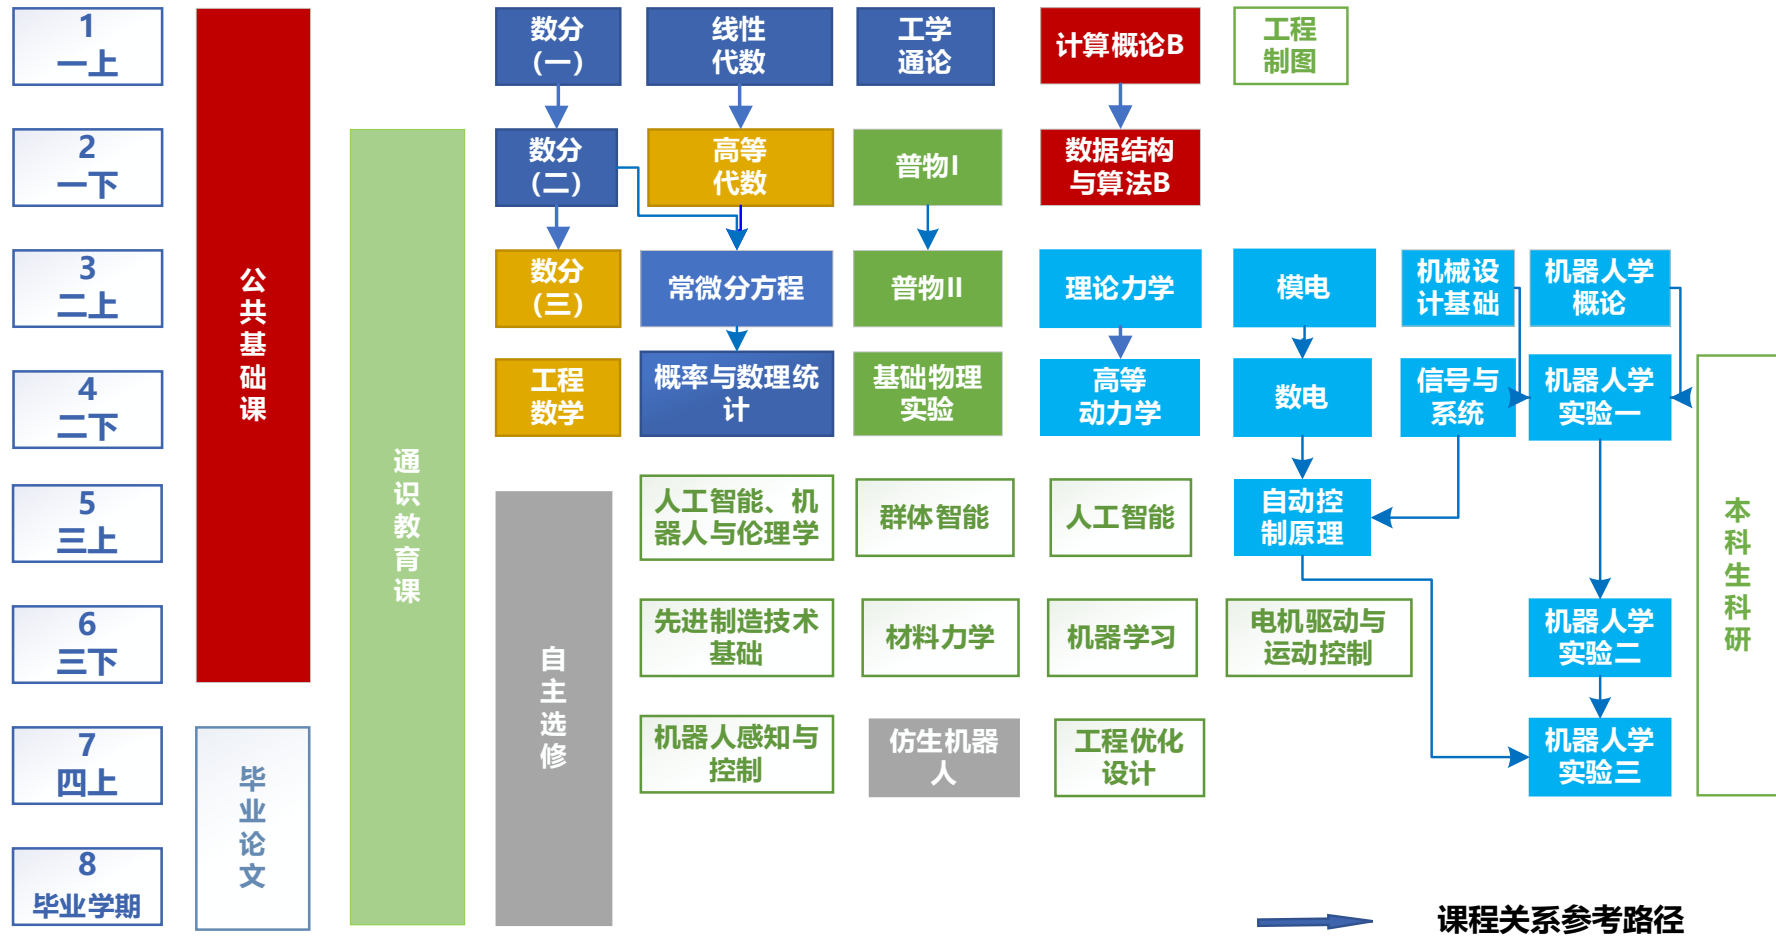 1
一上
数分
（一）
线性
代数
工学
通论
计算概论B
工程
制图
2
一下
数分
（二）
高等
代数
普物I
数据结构
与算法B
3
二上
数分
（三）
常微分方程
普物II
理论力学
模电
机械设
计基础
机器人学
概论
4
二下
工程
数学
概率与数理统
计
基础物理
实验
高等
动力学
数电
信号与
系统
机器人学
实验一
5
三上
人工智能、机
器人与伦理学
群体智能
人工智能
自动控
制原理
6
三下
先进制造技术
基础
材料力学
机器学习
电机驱动与
运动控制
机器人学
实验二
7
四上
机器人感知与
控制
仿生机器
人
工程优化
设计
机器人学
实验三
8
毕业学期
公
共
基
础
课
毕
业
论
文
通
识
教
育
课
自
主
选
修
本
科
生
科
研
课程关系参考路径